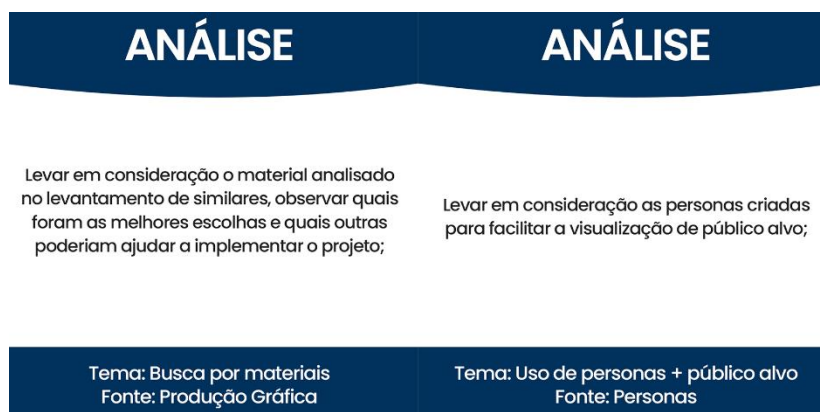 ANÁLISE
Levar em consideração o material analisado
no levantamento de similares, observar quais
foram as melhores escolhas e quais outras
poderiam ajudar a implementar o projeto;
Tema: Busca por materiais
Fonte: Produção Gráfica
ANÁLISE
Levar em consideração as personas criadas
para facilitar a visualização de público alvo;
Tema: Uso de personas + público alvo
Fonte: Personas